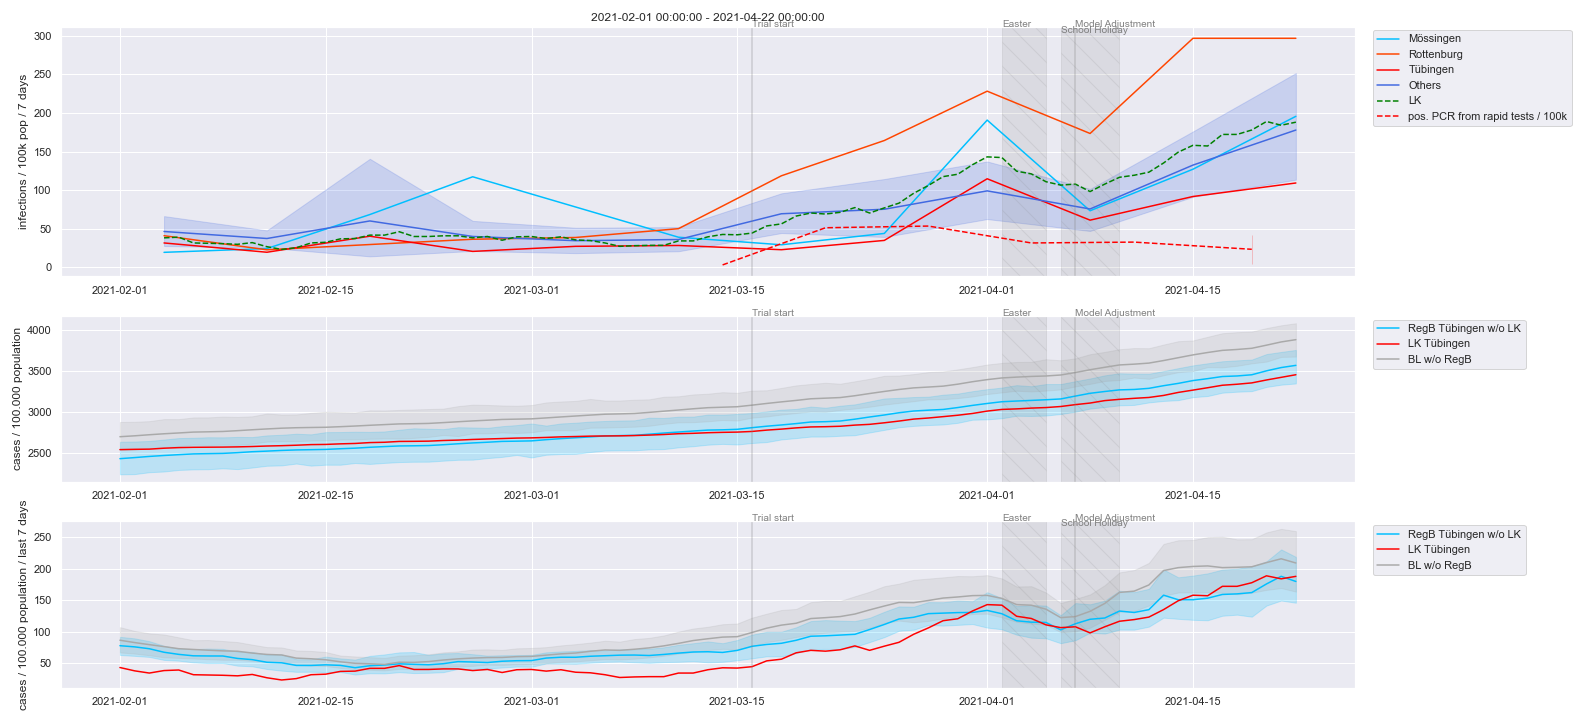 2021-02-01 00:00:00 - 2021-04-22 00:00:00
Trial start
Easter
Model Adjustment
School Holiday
infections / 100k pop / 7 days
300
250
200
150
100
50
0
2021-02-01
2021-02-15
2021-03-01
2021-03-15
2021-04-01
2021-04-15
Mössingen
Rottenburg
Tübingen
Others
LK
pos. PCR from rapid tests / 100k
Trial start
Easter
Model Adjustment
cases / 100.000 population
4000
3500
3000
2500
2021-02-01
2021-02-15
2021-03-01
2021-03-15
2021-04-01
2021-04-15
RegB Tübingen w/o LK
LK Tübingen
BL w/o RegB
Trial start
Easter
Model Adjustment
School Holiday
cases / 100.000 population / last 7 days
250
200
150
100
50
2021-02-01
2021-02-15
2021-03-01
2021-03-15
2021-04-01
2021-04-15
RegB Tübingen w/o LK
LK Tübingen
BL w/o RegB